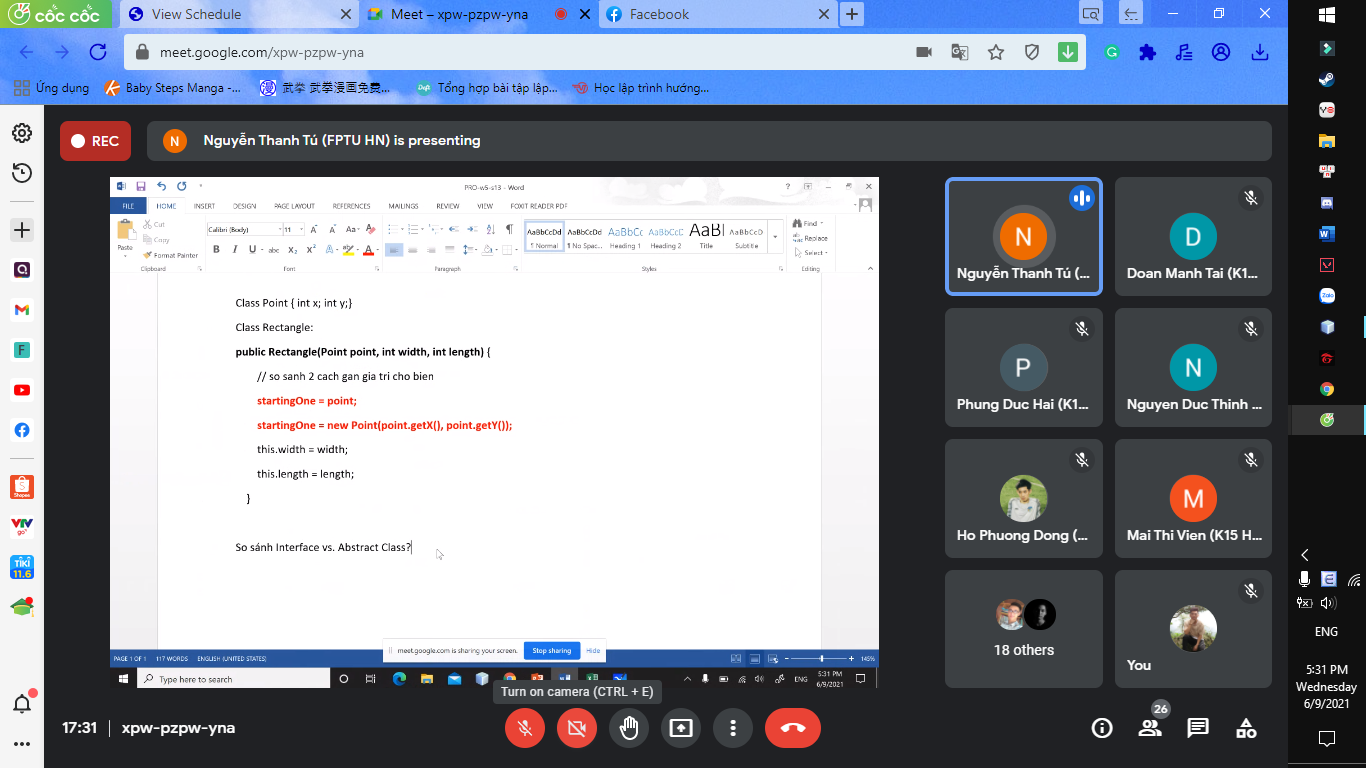 cốc cốc
View Schedule
Meet – xpw-pzpw-yna
Facebook
meet.google.com/xpw-pzpw-yna
Ứng dụng
Baby Steps Manga -...
武拳 武拳漫画免費...
Tổng hợp bài tập lập...
Học lập trình hướng...
REC
N
Nguyễn Thanh Tú (FPTU HN) is presenting
PRO-w5-s13 - Word
FILE HOME INSERT DESIGN PAGE LAYOUT REFERENCES MAILINGS REVIEW VIEW FOXIT READER PDF
Paste
Cut
Copy
Format Painter
Clipboard
Calibri (Body)
11
Font
Paragraph
AaBbCcDd AaBbCcDd AaBbCc AaBbCcC AaBl AaBbCcD
¶ Normal ¶ No Spac... Heading 1 Heading 2 Title Subtitle
Styles
Find
Replace
Select
Editing
Class Point { int x; int y;}
Class Rectangle:
public Rectangle(Point point, int width, int length) {
// so sanh 2 cach gan gia tri cho bien
startingOne = point;
startingOne = new Point(point.getX(), point.getY());
this.width = width;
this.length = length;
}
So sánh Interface vs. Abstract Class?
meet.google.com is sharing your screen.
Stop sharing
Hide
PAGE 1 OF 1 117 WORDS ENGLISH (UNITED STATES)
145%
Type here to search
ENG
5:31 PM
6/9/2021
Turn on camera (CTRL + E)
17:31 | xpw-pzpw-yna
26
N
Nguyễn Thanh Tú (...
D
Doan Manh Tai (K1...
P
Phung Duc Hai (K1...
N
Nguyen Duc Thinh ...
Ho Phuong Dong (...
M
Mai Thi Vien (K15 H...
18 others
You
ENG
5:31 PM
Wednesday
6/9/2021